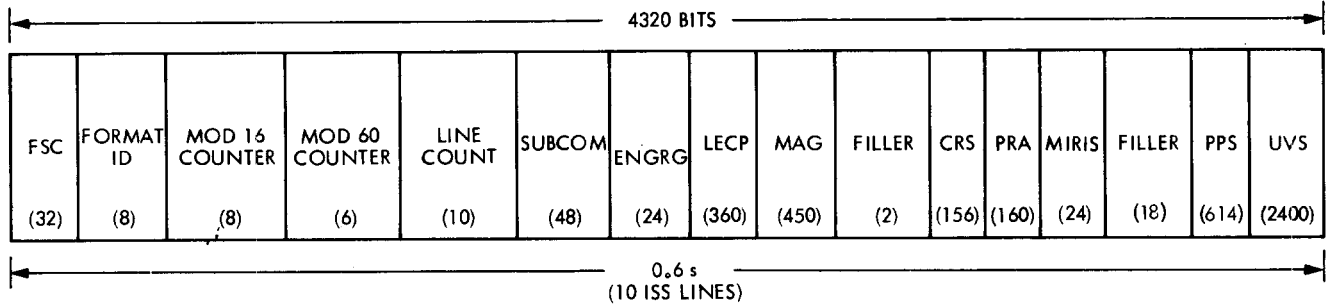 4320 BITS
FSC
(32)
FORMAT
ID
(8)
MOD 16
COUNTER
(8)
MOD 60
COUNTER
(6)
LINE
COUNT
(10)
SUBCOM
(48)
ENGRG
(24)
LECP
(360)
MAG
(450)
FILLER
(2)
CRS
(156)
PRA
(160)
MIRIS
(24)
FILLER
(18)
PPS
(614)
UVS
(2400)
0.6 s
(10 ISS LINES)